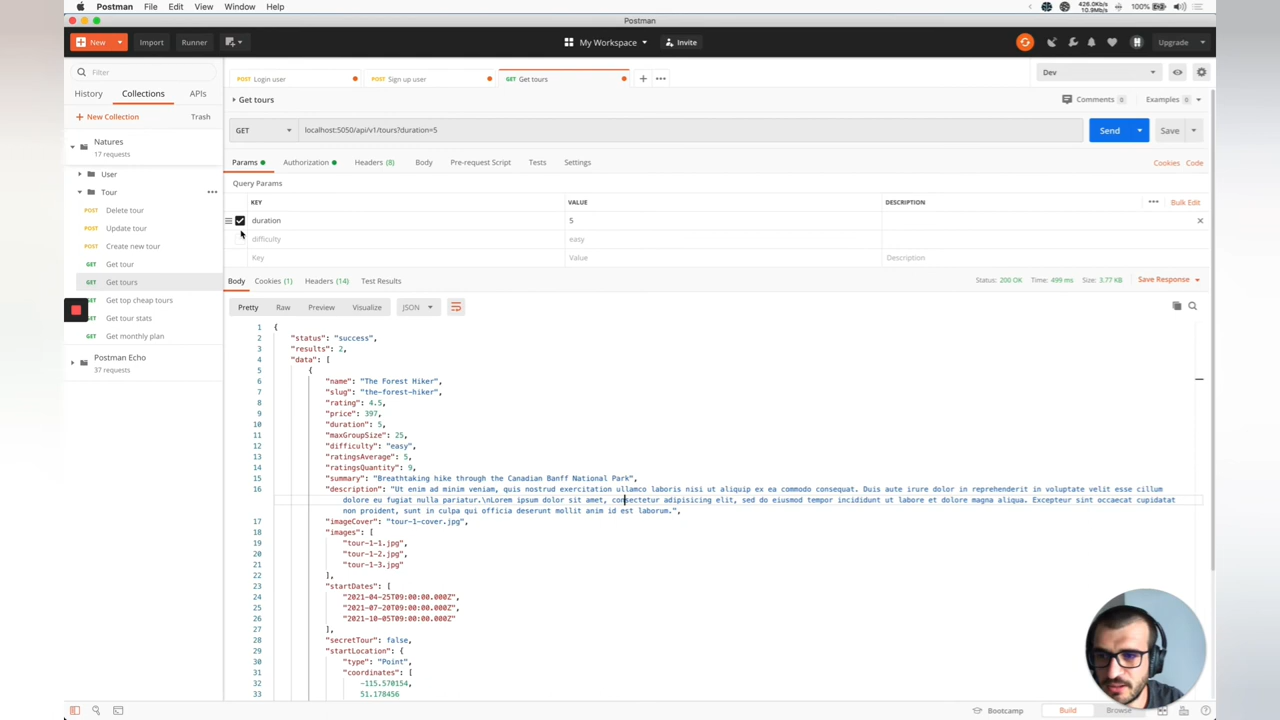 Postman File Edit View Window Help 426.0Kb/s 10.9Mb/s 100%
Postman
New Import Runner My Workspace Invite Upgrade
Filter
History Collections APIs
+ New Collection Trash
Natures
17 requests
User
Tour
POST Delete tour
POST Update tour
POST Create new tour
GET Get tour
GET Get tours
GET Get top cheap tours
GET Get tour stats
GET Get monthly plan
Postman Echo
37 requests
POST Login user POST Sign up user GET Get tours Dev
Get tours Comments 0 Examples 0
GET localhost:5050/api/v1/tours?duration=5 Send Save
Params Authorization Headers (8) Body Pre-request Script Tests Settings Cookies Code
Query Params
KEY VALUE DESCRIPTION Bulk Edit
duration 5
difficulty easy
Key Value Description
Body Cookies (1) Headers (14) Test Results Status: 200 OK Time: 499 ms Size: 3.77 KB Save Response
Pretty Raw Preview Visualize JSON
1 {
2 "status": "success",
3 "results": 2,
4 "data": [
5 {
6 "name": "The Forest Hiker",
7 "slug": "the-forest-hiker",
8 "rating": 4.5,
9 "price": 397,
10 "duration": 5,
11 "maxGroupSize": 25,
12 "difficulty": "easy",
13 "ratingsAverage": 5,
14 "ratingsQuantity": 9,
15 "summary": "Breathtaking hike through the Canadian Banff National Park",
16 "description": "Ut enim ad minim veniam, quis nostrud exercitation ullamco laboris nisi ut aliquip ex ea commodo consequat. Duis aute irure dolor in reprehenderit in voluptate velit esse cillum
dolore eu fugiat nulla pariatur.\nLorem ipsum dolor sit amet, consectetur adipisicing elit, sed do eiusmod tempor incididunt ut labore et dolore magna aliqua. Excepteur sint occaecat cupidatat
non proident, sunt in culpa qui officia deserunt mollit anim id est laborum.",
17 "imageCover": "tour-1-cover.jpg",
18 "images": [
19 "tour-1-1.jpg",
20 "tour-1-2.jpg",
21 "tour-1-3.jpg",
22 ],
23 "startDates": [
24 "2021-04-25T09:00:00.000Z",
25 "2021-07-20T09:00:00.000Z",
26 "2021-10-05T09:00:00.000Z"
27 ],
28 "secretTour": false,
29 "startLocation": {
30 "type": "Point",
31 "coordinates": [
32 -115.570154,
33 51.178456
Bootcamp Build Browse